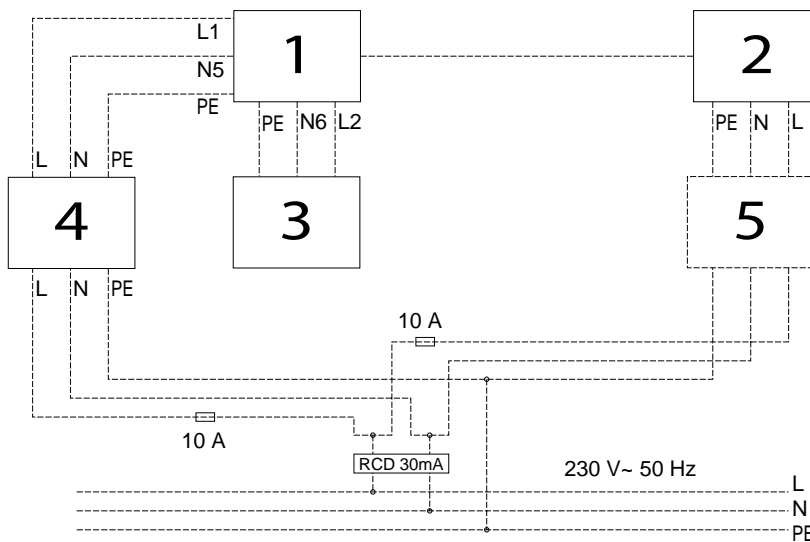 L1
1
2
N5
PE
PE N6 L2
PE N L
L N PE
4
3
5
L N PE
10 A
10 A
RCD 30mA
230 V~ 50 Hz
L
N
PE